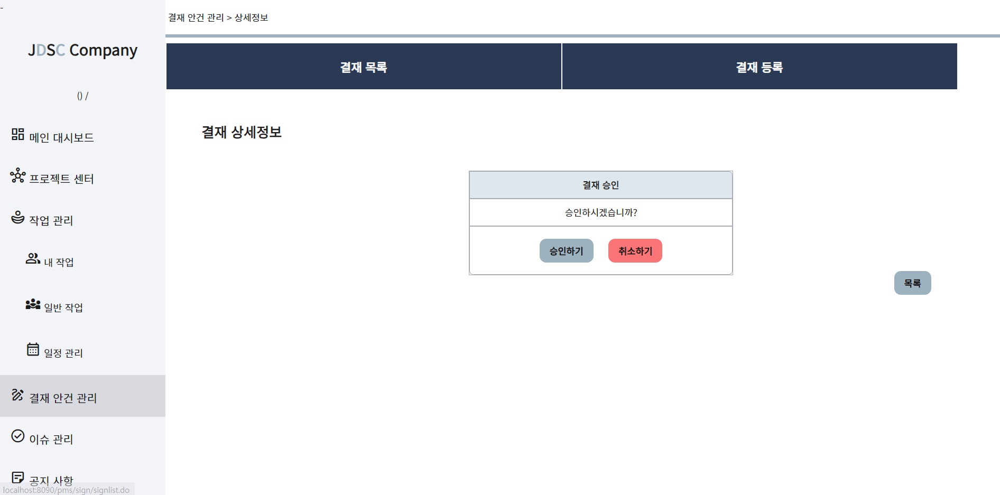 -
JDSC Company
() /
메인 대시보드
프로젝트 센터
작업 관리
내 작업
일반 작업
일정 관리
결재 안건 관리
이슈 관리
공지 사항
localhost:8090/pms/sign/signlist.do
결재 안건 관리 > 상세정보
결재 목록
결재 등록
결재 상세정보
결재 승인
승인하시겠습니까?
승인하기 취소하기
목록